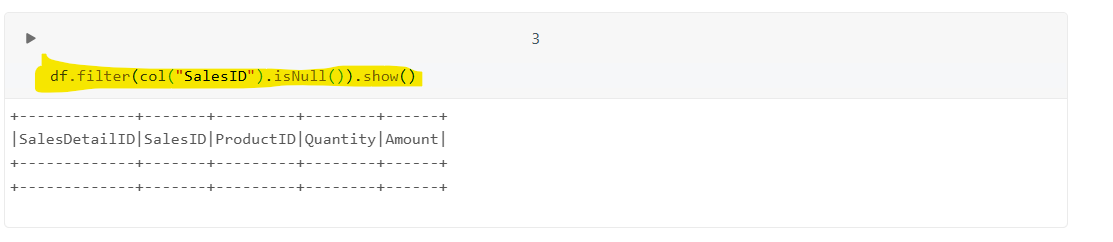 3
df.filter(col("SalesID").isNull()).show()
+-------------+-------+---------+--------+------+
|SalesDetailID|SalesID|ProductID|Quantity|Amount|
+-------------+-------+---------+--------+------+
+-------------+-------+---------+--------+------+